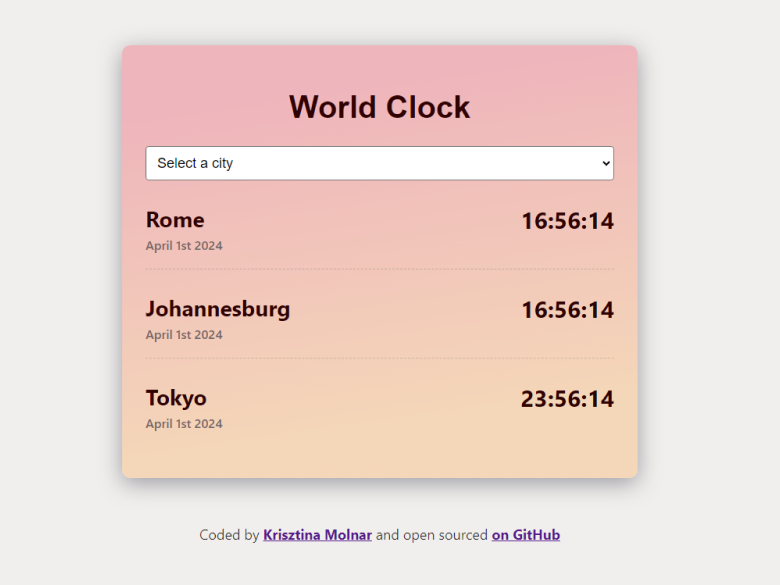 World Clock
Select a city
Rome 16:56:14
April 1st 2024
Johannesburg 16:56:14
April 1st 2024
Tokyo 23:56:14
April 1st 2024
Coded by Krisztina Molnar and open sourced on GitHub